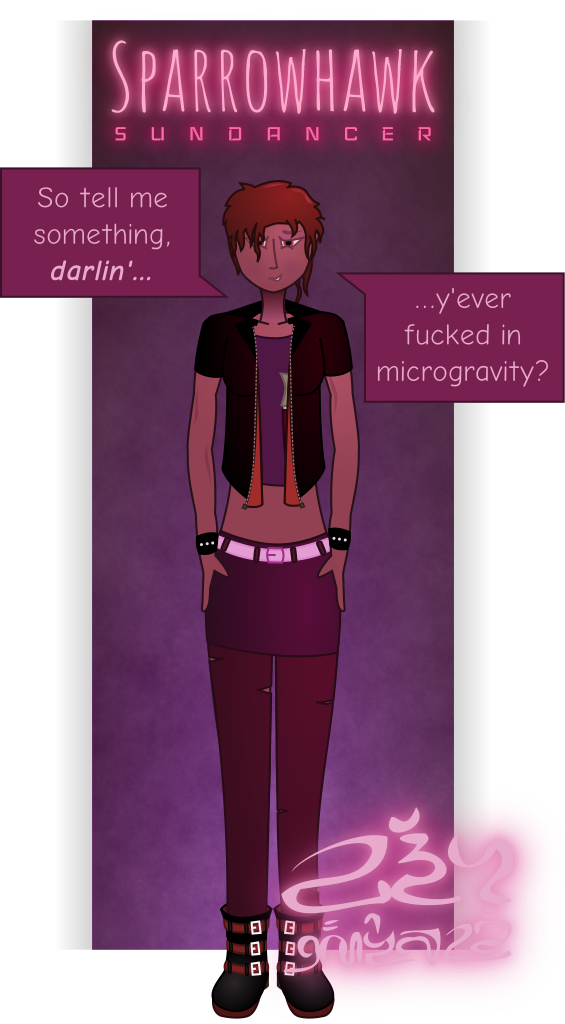 SPARROWHAWK
SUNDANCER
So tell me
something,
darlin'...
...y'ever
fucked in
microgravity?